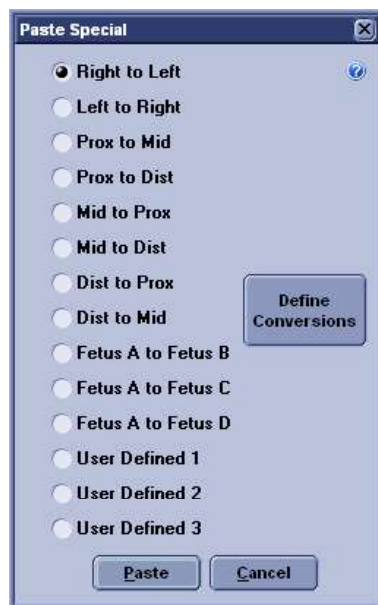 Paste Special
Right to Left
Left to Right
Prox to Mid
Prox to Dist
Mid to Prox
Mid to Dist
Dist to Prox
Dist to Mid
Define
Conversions
Fetus A to Fetus B
Fetus A to Fetus C
Fetus A to Fetus D
User Defined 1
User Defined 2
User Defined 3
Paste
Cancel